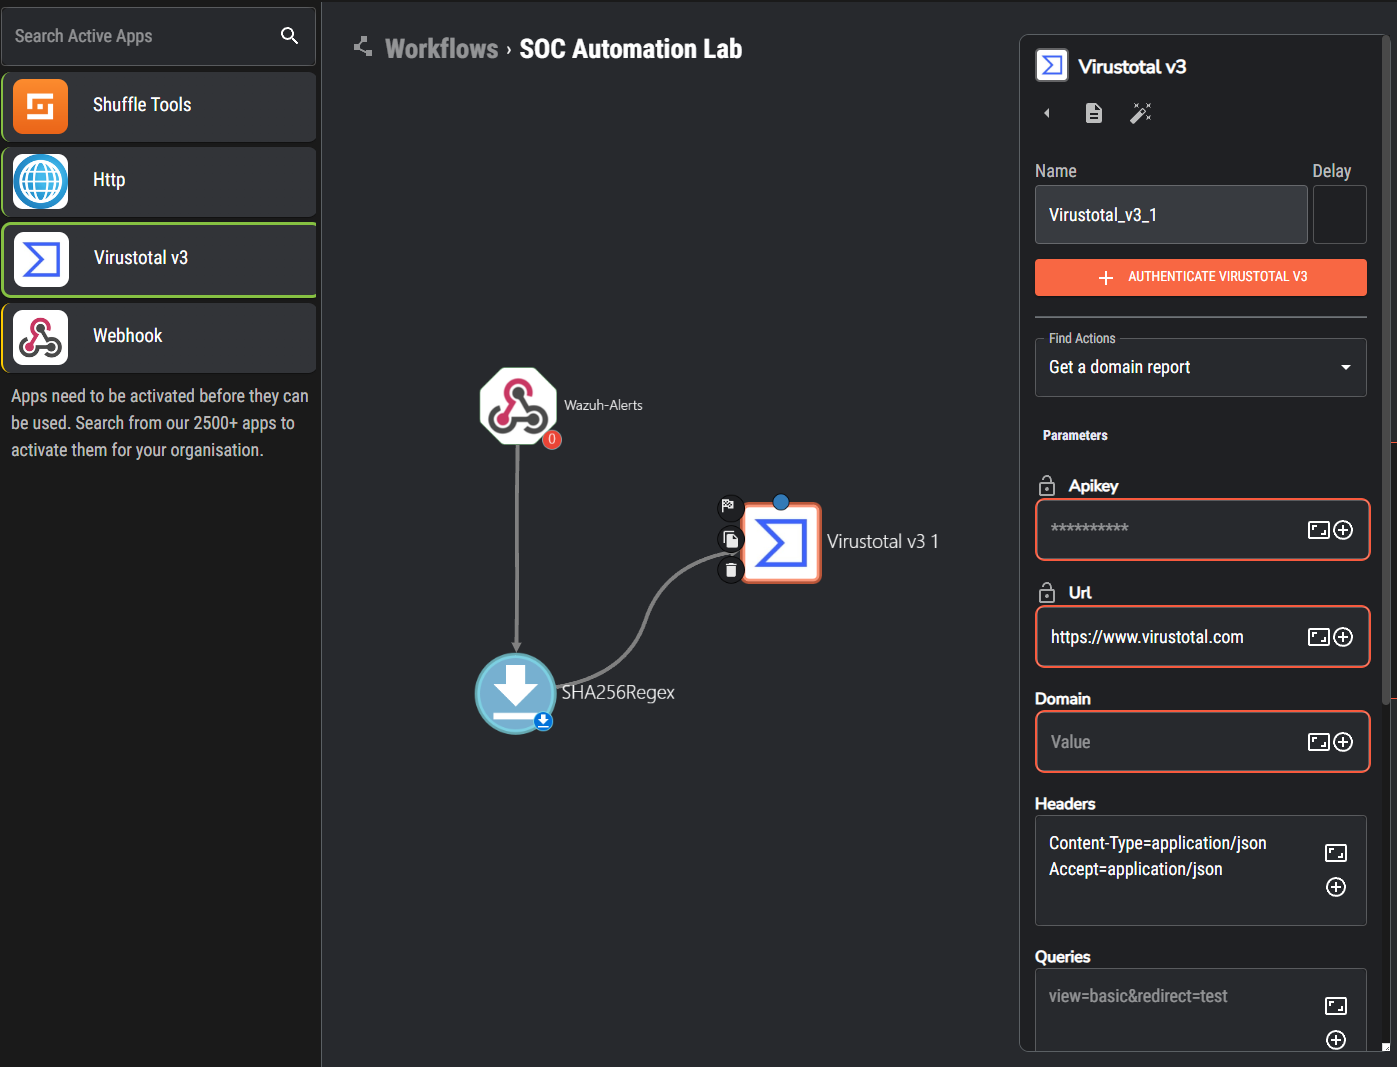 Search Active Apps
Shuffle Tools
Http
Virustotal v3
Webhook
Apps need to be activated before they can
be used. Search from our 2500+ apps to
activate them for your organisation.
Workflows › SOC Automation Lab
Wazuh-Alerts
0
Virustotal v3 1
SHA256Regex
Virustotal v3
Name
Delay
Virustotal_v3_1
AUTHENTICATE VIRUSTOTAL V3
Find Actions
Get a domain report
Parameters
Apikey
**********
Url
https://www.virustotal.com
Domain
Value
Headers
Content-Type=application/json
Accept=application/json
Queries
view=basic&redirect=test